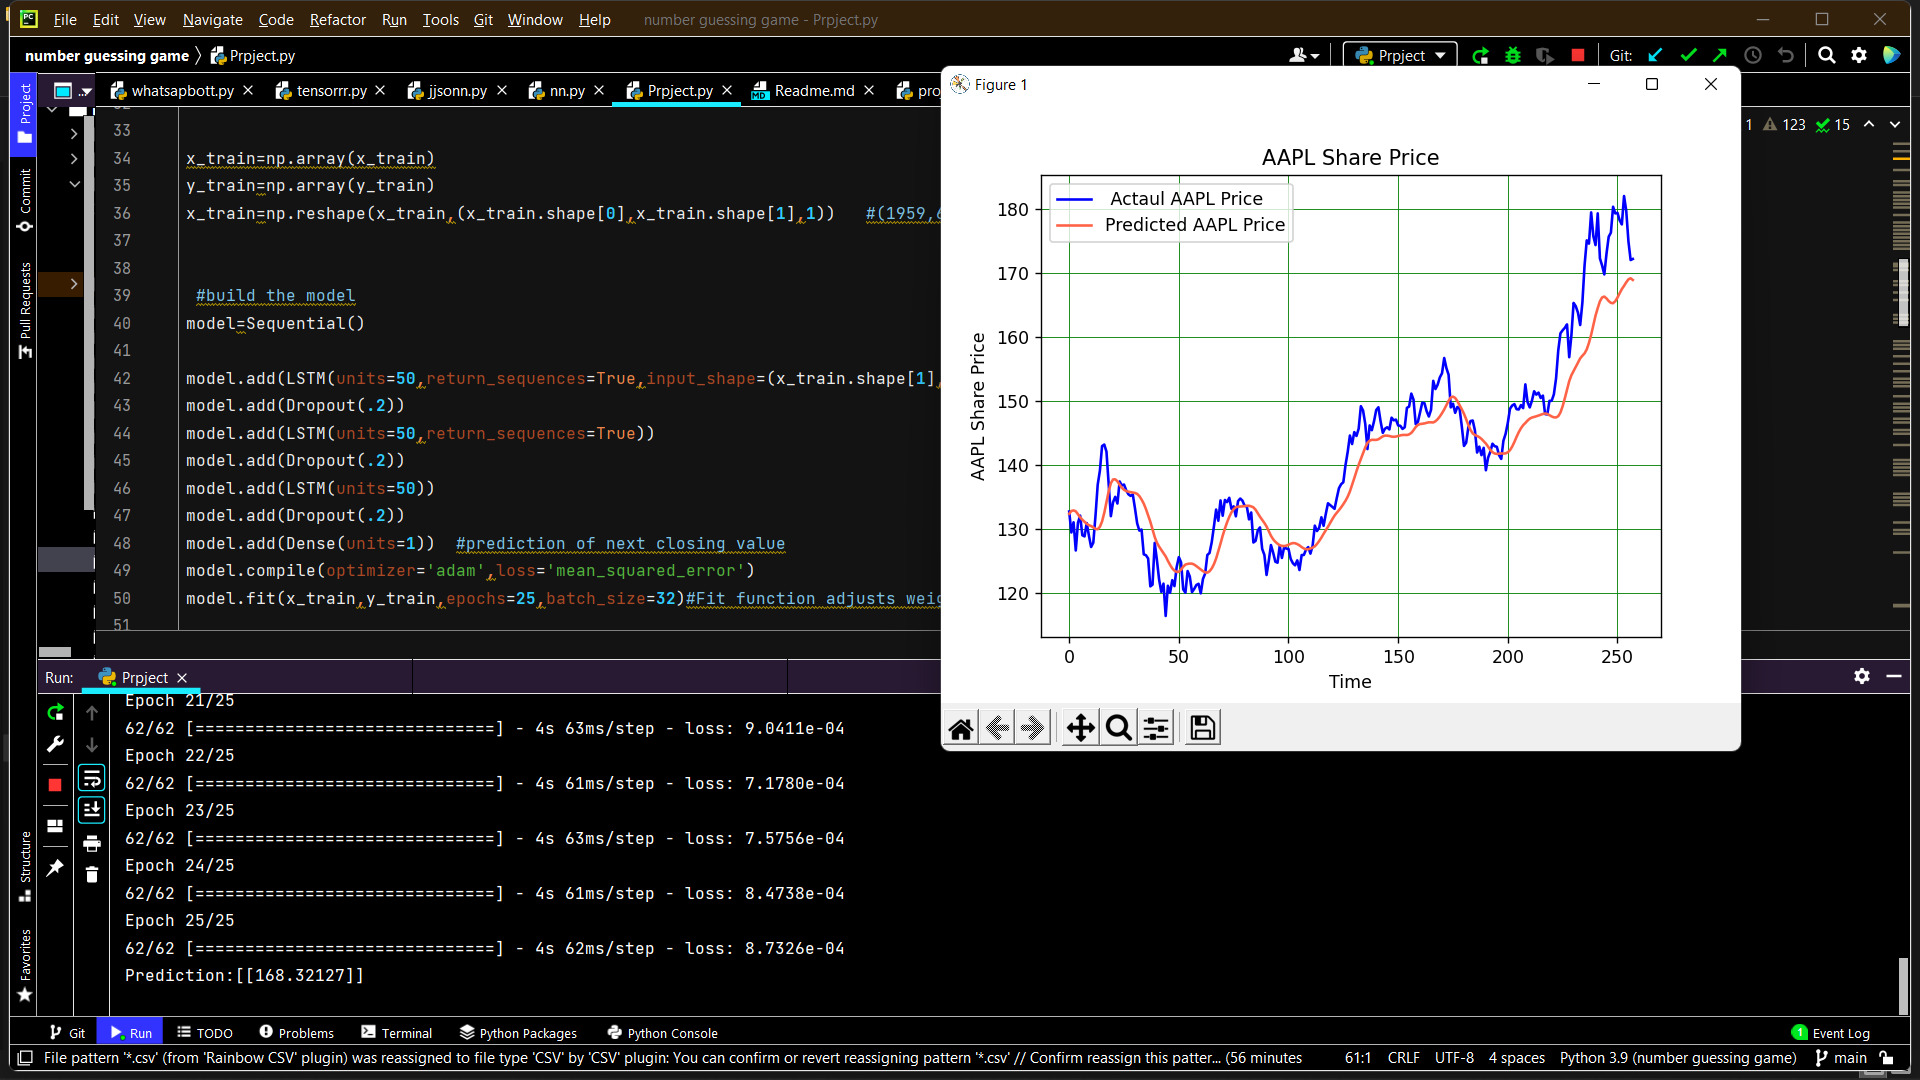 File Edit View Navigate Code Refactor Run Tools Git Window Help number guessing game - Prpject.py
number guessing game Prpject.py
Prpject Git:
.. whatsapbott.py tensorrr.py jjsonn.py nn.py Prpject.py Readme.md
1 123 15
33
34 x_train=np.array(x_train)
35 y_train=np.array(y_train)
36 x_train=np.reshape(x_train,(x_train.shape[0],x_train.shape[1],1)) #(1959,
37
38
39 #build the model
40 model=Sequential()
41
42 model.add(LSTM(units=50,return_sequences=True,input_shape=(x_train.shape[1],
43 model.add(Dropout(.2))
44 model.add(LSTM(units=50,return_sequences=True))
45 model.add(Dropout(.2))
46 model.add(LSTM(units=50))
47 model.add(Dropout(.2))
48 model.add(Dense(units=1)) #prediction of next closing value
49 model.compile(optimizer='adam',loss='mean_squared_error')
50 model.fit(x_train,y_train,epochs=25,batch_size=32)#Fit function adjusts
51
Project
Commit
Pull Requests
Structure
Favorites
Figure 1
AAPL Share Price
Actaul AAPL Price
Predicted AAPL Price
AAPL Share Price
180
170
160
150
140
130
120
0 50 100 150 200 250
Time
Run: Prpject
Epoch 21/25
62/62 [==============================] - 4s 63ms/step - loss: 9.0411e-04
Epoch 22/25
62/62 [==============================] - 4s 61ms/step - loss: 7.1780e-04
Epoch 23/25
62/62 [==============================] - 4s 63ms/step - loss: 7.5756e-04
Epoch 24/25
62/62 [==============================] - 4s 61ms/step - loss: 8.4738e-04
Epoch 25/25
62/62 [==============================] - 4s 62ms/step - loss: 8.7326e-04
Prediction:[[168.32127]]
Git Run TODO Problems Terminal Python Packages Python Console 1 Event Log
File pattern '*.csv' (from 'Rainbow CSV' plugin) was reassigned to file type 'CSV' by 'CSV' plugin: You can confirm or revert reassigning pattern '*.csv' // Confirm reassign this patter... (56 minutes 61:1 CRLF UTF-8 4 spaces Python 3.9 (number guessing game) main